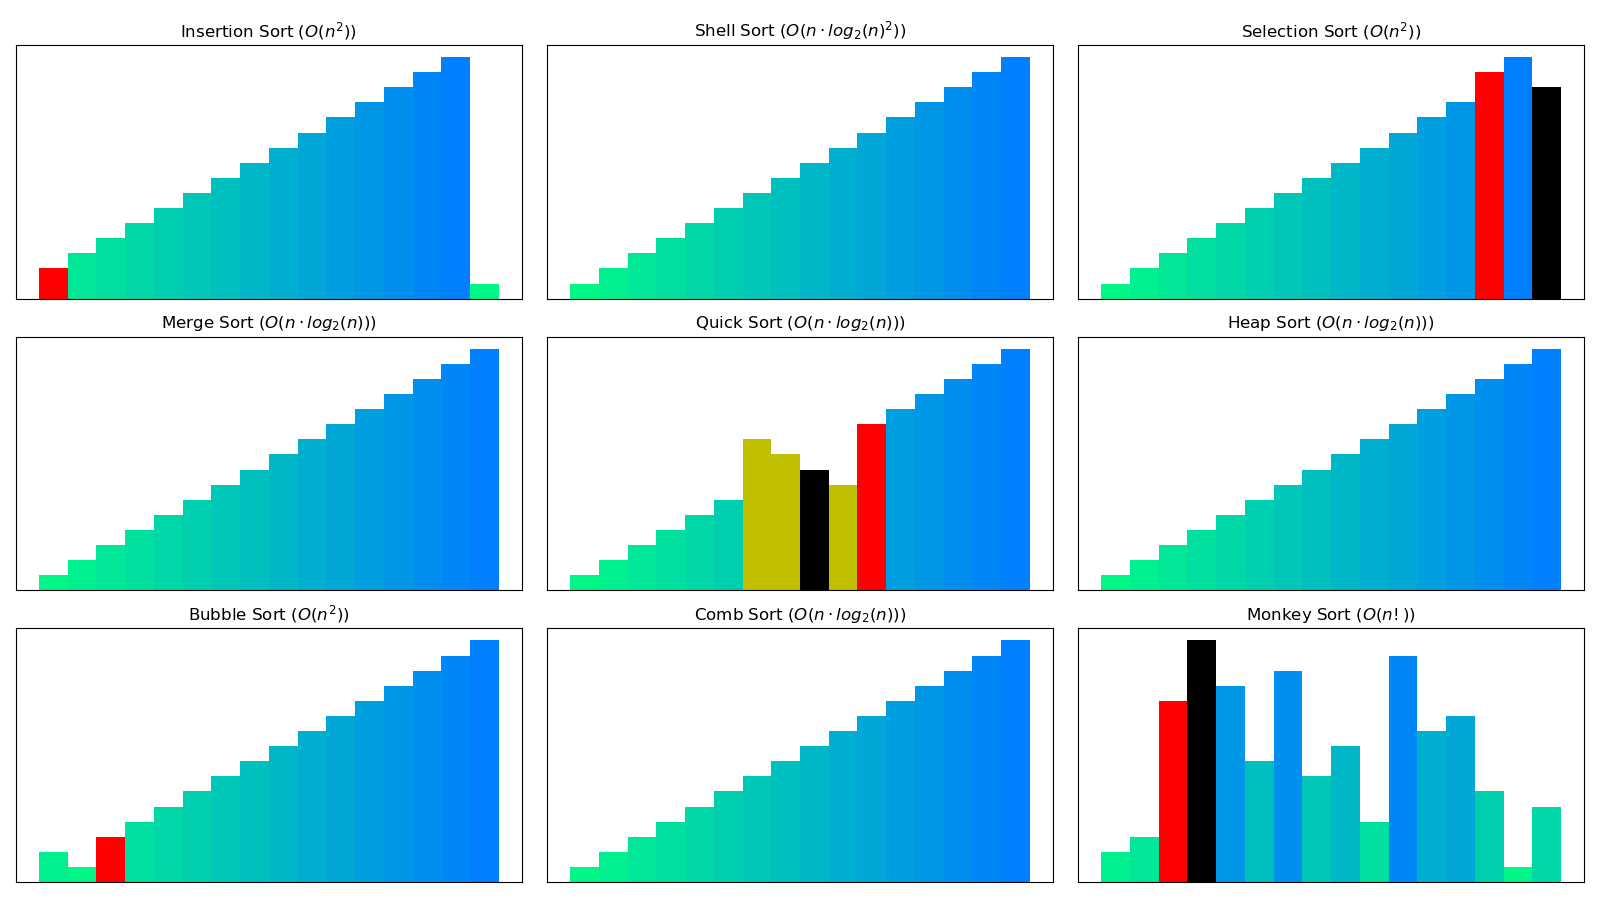 Insertion Sort (O(n²))
Shell Sort (O(n · log₂(n)²))
Selection Sort (O(n²))
Merge Sort (O(n · log₂(n)))
Quick Sort (O(n · log₂(n)))
Heap Sort (O(n · log₂(n)))
Bubble Sort (O(n²))
Comb Sort (O(n · log₂(n)))
Monkey Sort (O(n!))